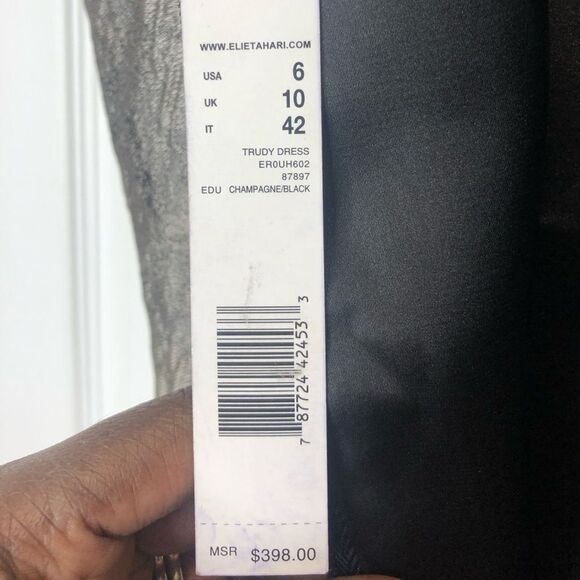 WWW.ELIETAHARI.COM
USA 6
UK 10
IT 42
TRUDY DRESS
ER0UH602
87897
EDU CHAMPAGNE/BLACK
7 87724 42453 3
MSR $398.00